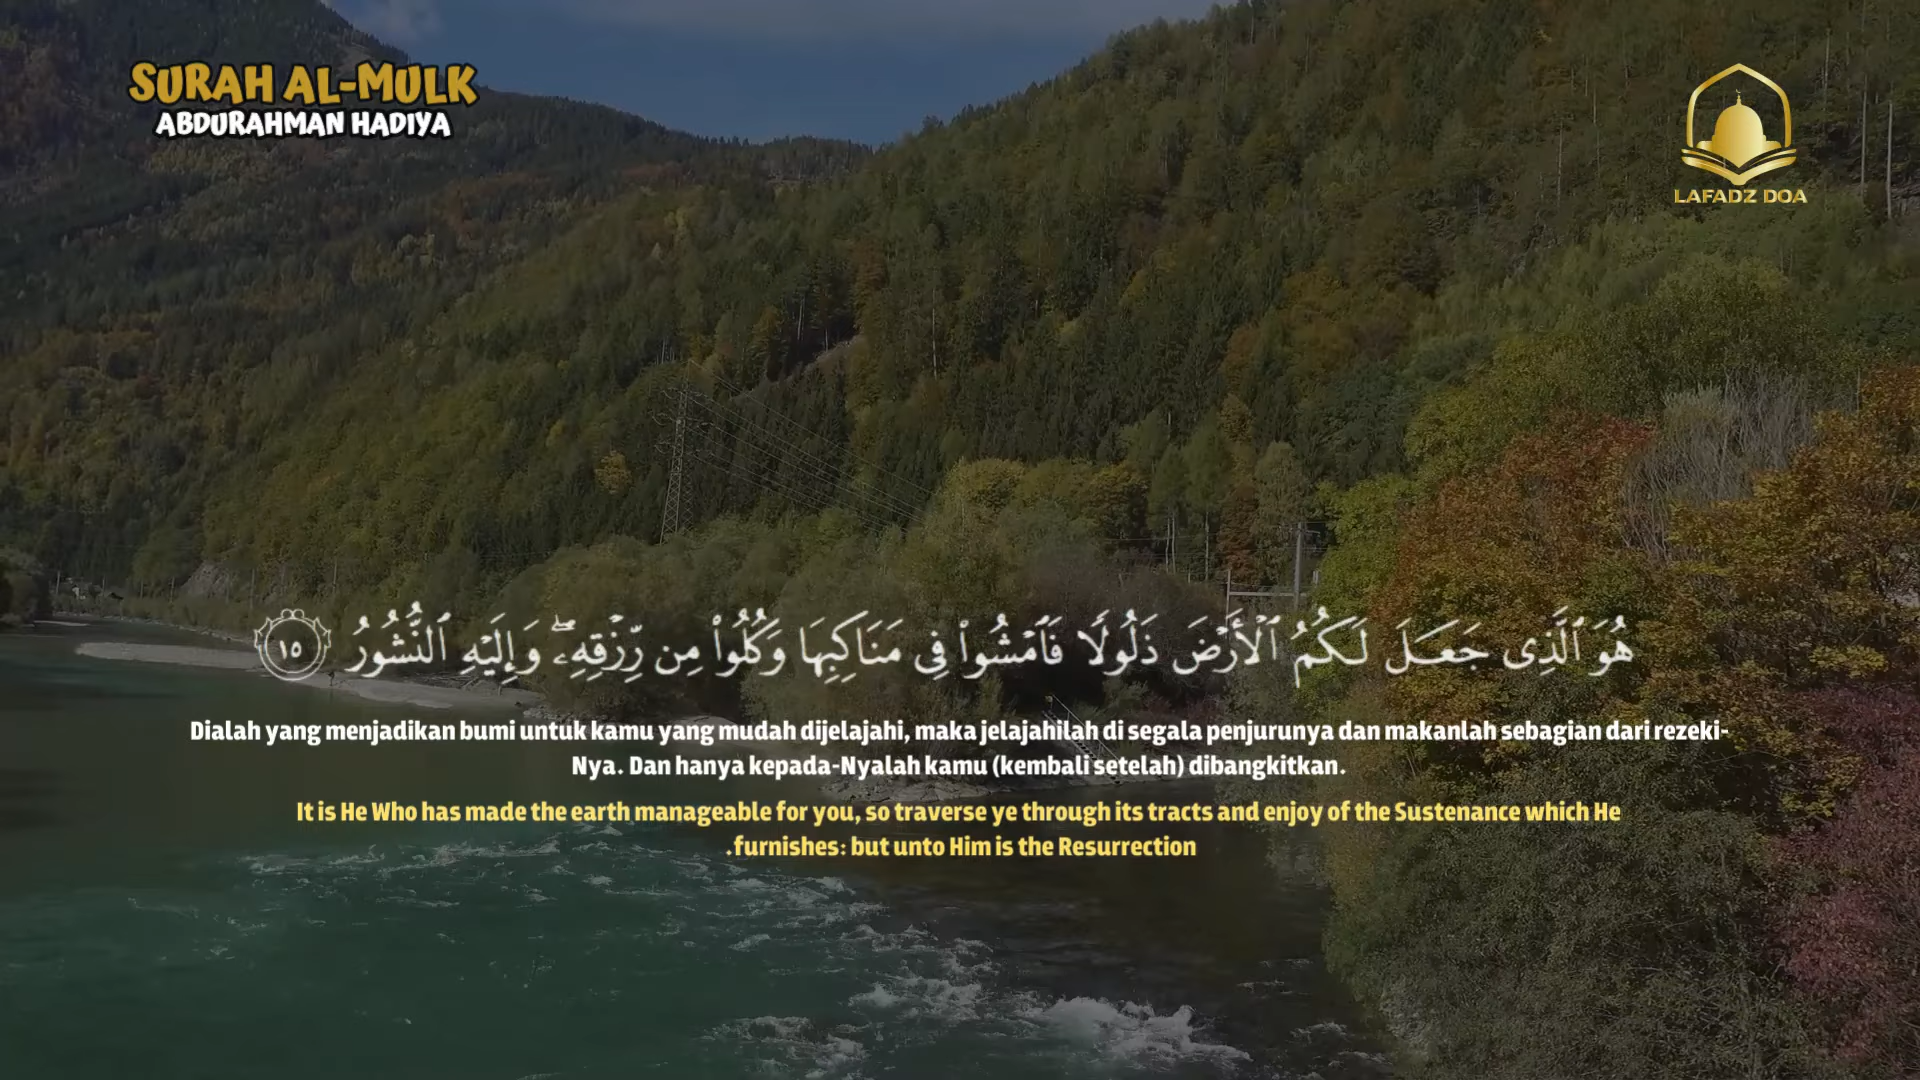 SURAH AL-MULK
ABDURAHMAN HADIYA
LAFADZ DOA
هُوَ ٱلَّذِى جَعَلَ لَكُمُ ٱلْأَرْضَ ذَلُولًا فَٱمْشُوا۟ فِى مَنَاكِبِهَا وَكُلُوا۟ مِن رِّزْقِهِۦ ۖ وَإِلَيْهِ ٱلنُّشُورُ ١٥
Dialah yang menjadikan bumi untuk kamu yang mudah dijelajahi, maka jelajahilah di segala penjurunya dan makanlah sebagian dari rezeki-
Nya. Dan hanya kepada-Nyalah kamu (kembali setelah) dibangkitkan.
It is He Who has made the earth manageable for you, so traverse ye through its tracts and enjoy of the Sustenance which He
.furnishes: but unto Him is the Resurrection